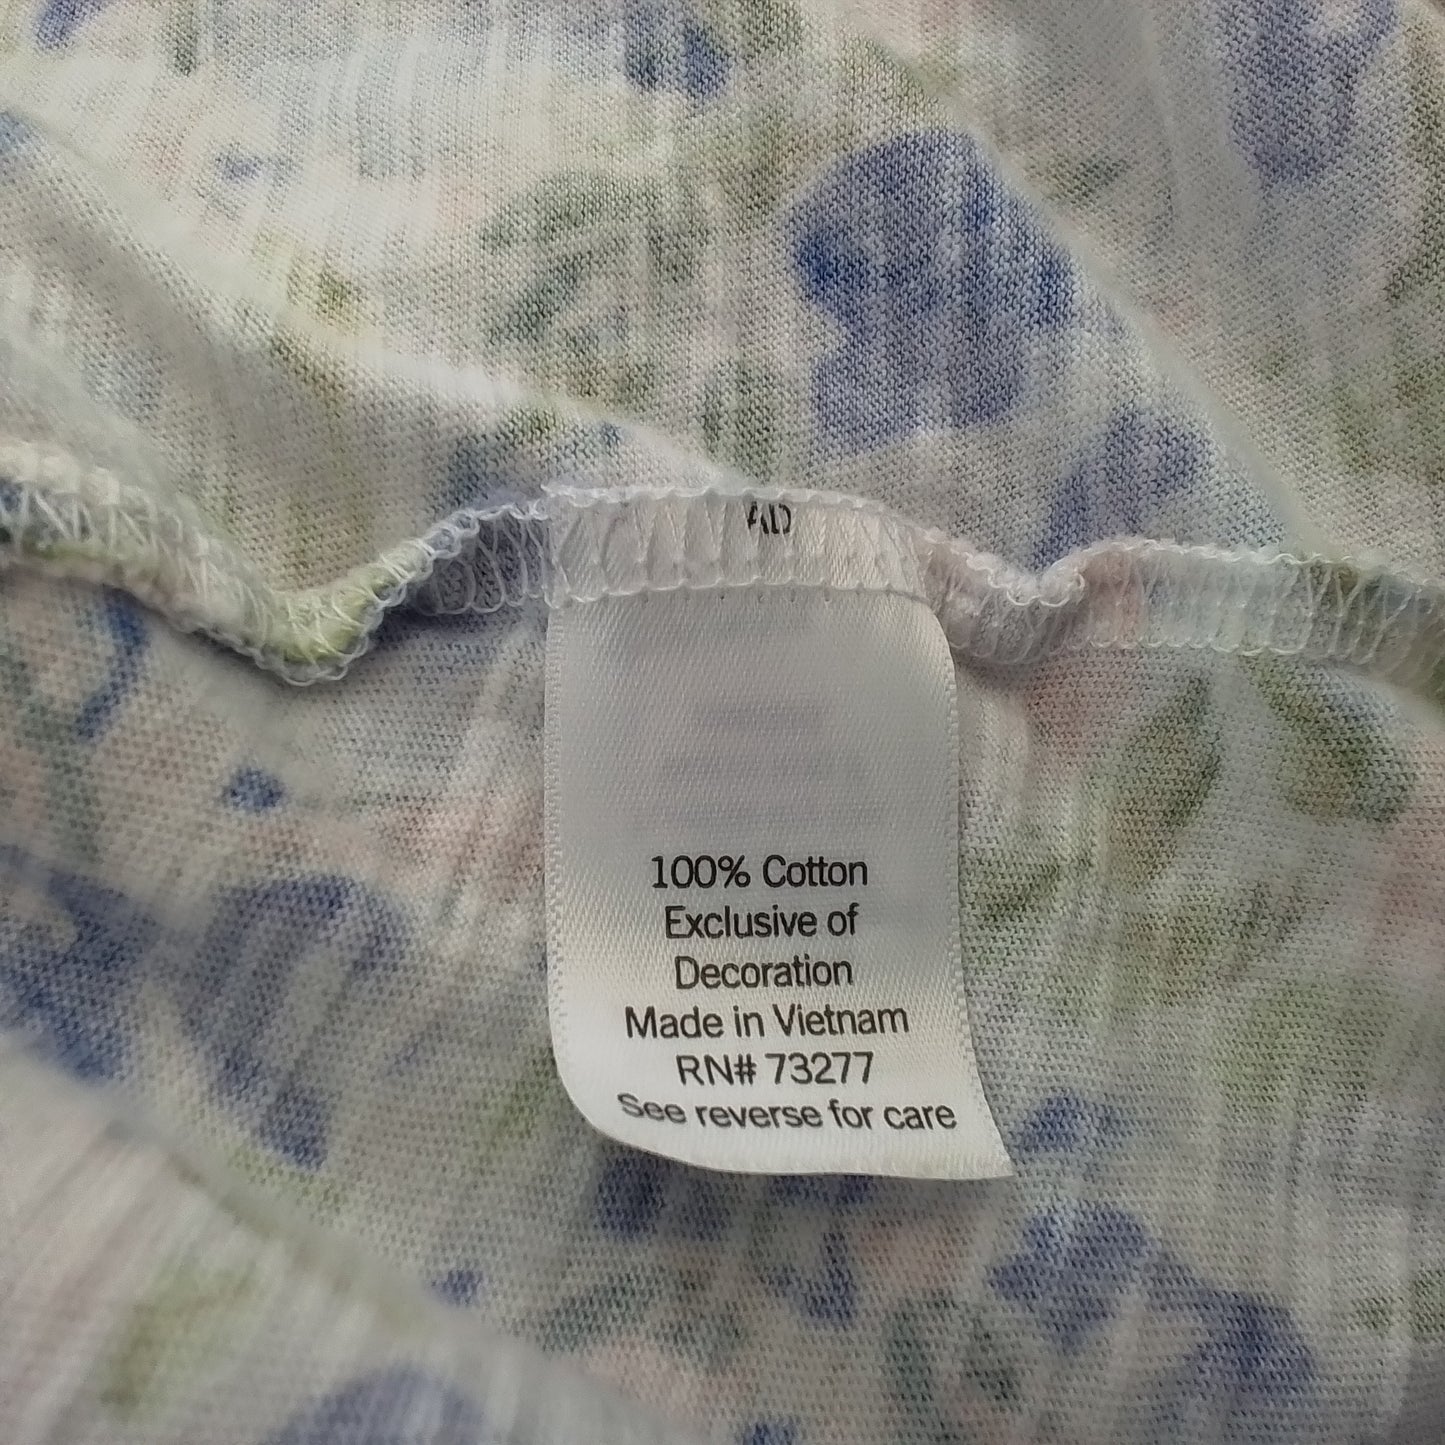 100% Cotton
Exclusive of
Decoration
Made in Vietnam
RN# 73277
See reverse for care